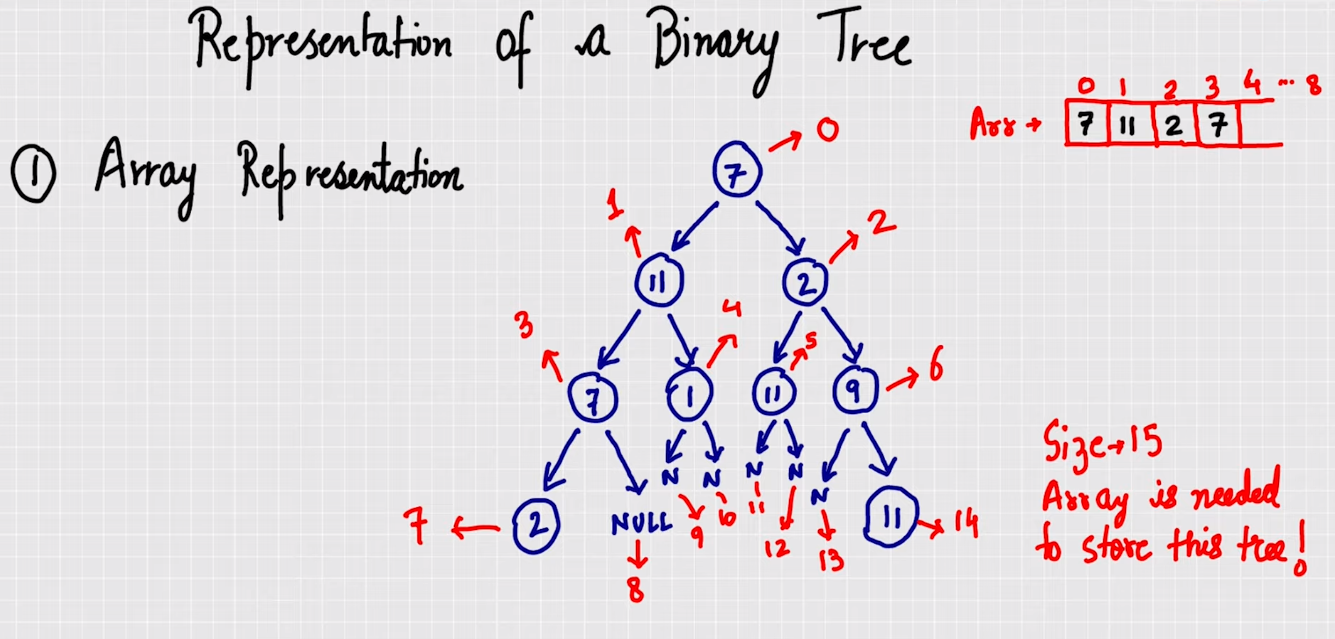 Representation of a Binary Tree
0 1 2 3 4 ... 8
Arr → 7 11 2 7
① Array Representation
7 → 0
1 2
11 2
3 4 5
7 1 11 9 → 6
N N N N
N
7 ← 2 NULL 11 → 14
9 10 11
12 13
8
Size → 15
Array is needed
to store this tree!